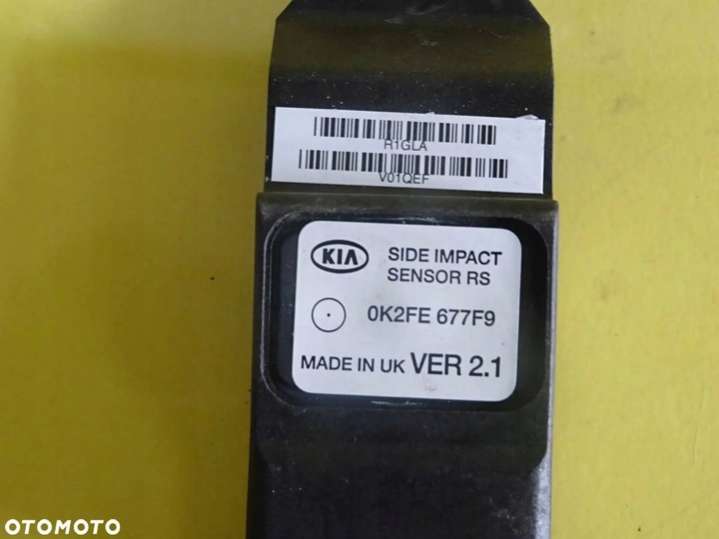 R1GLA
V01QEF
KIA
SIDE IMPACT
SENSOR RS
0K2FE 677F9
MADE IN UK VER 2.1
OTOMOTO